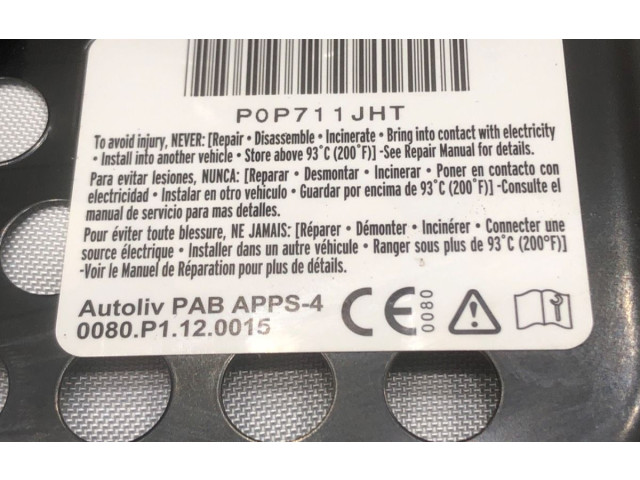 P0P711JHT
To avoid injury, NEVER: [Repair • Disassemble • Incinerate • Bring into contact with electricity
• Install into another vehicle • Store above 93°C (200°F)] -See Repair Manual for details.
Para evitar lesiones, NUNCA: [Reparar • Desmontar • Incinerar • Poner en contacto con
electricidad • Instalar en otro vehículo • Guardar por encima de 93°C (200°F)] -Consulte el
manual de servicio para mas detalles.
Pour éviter toute blessure, NE JAMAIS: [Réparer • Démonter • Incinérer • Connecter une
source électrique • Installer dans un autre véhicule • Ranger sous plus de 93°C (200°F)]
-Voir le Manuel de Réparation pour plus de détails.
Autoliv PAB APPS-4
0080.P1.12.0015
CE 0080